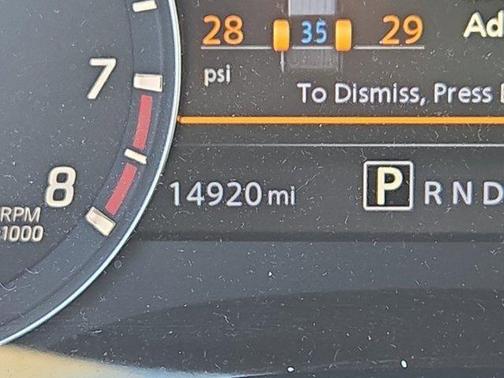 28 35 29 Ad
psi
To Dismiss, Press
7
8
RPM
1000
14920 mi
P R N D